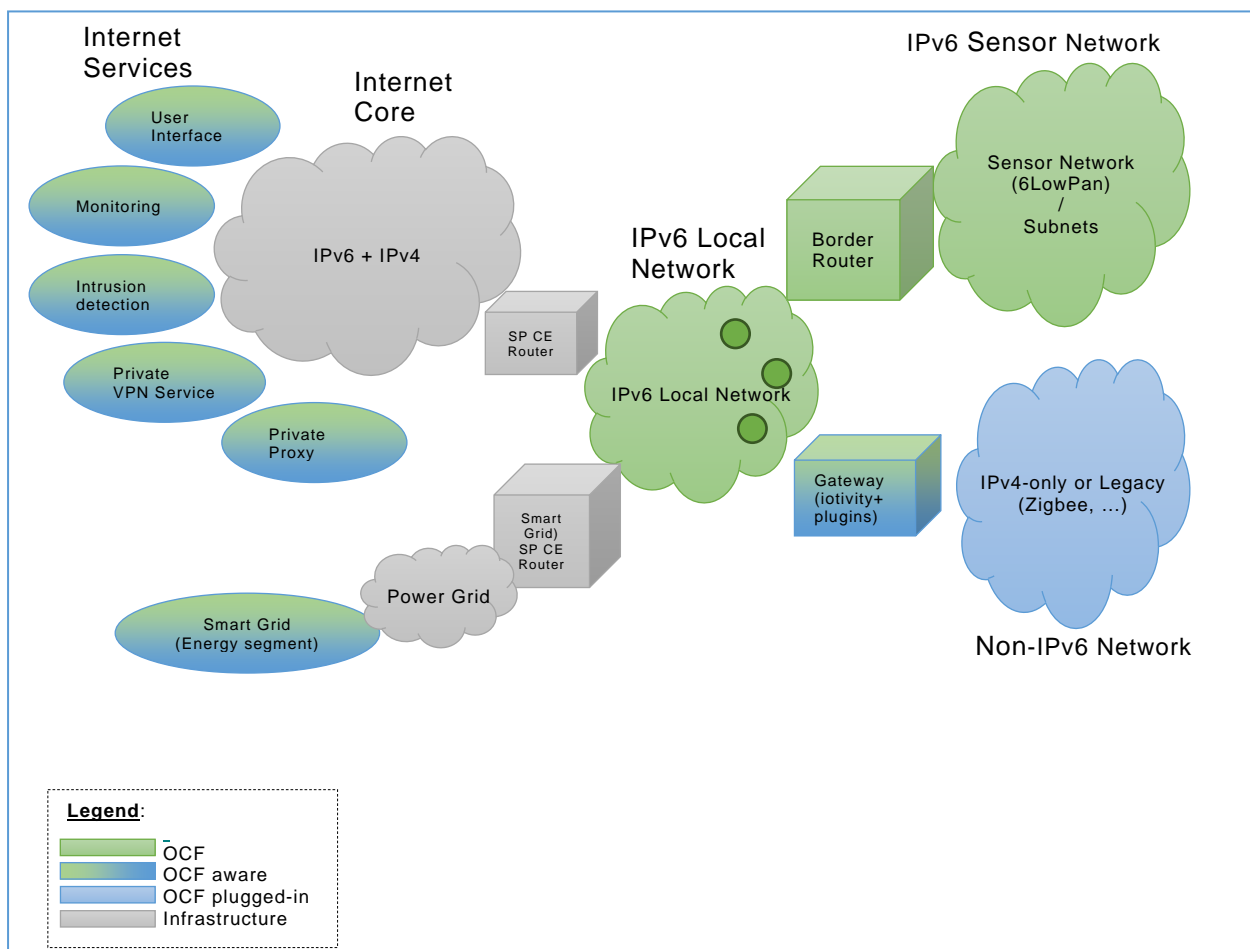 Internet
Services
Internet
Core
IPv6 Sensor Network
User
Interface
Monitoring
Intrusion
detection
Private
VPN Service
Private
Proxy
IPv6 + IPv4
SP CE
Router
IPv6 Local
Network
IPv6 Local Network
Border
Router
Sensor Network
(6LowPan)
/
Subnets
Gateway
(iotivity+
plugins)
IPv4-only or Legacy
(Zigbee, ...)
Non-IPv6 Network
Smart
Grid)
SP CE
Router
Power Grid
Smart Grid
(Energy segment)
Legend:
OCF
OCF aware
OCF plugged-in
Infrastructure